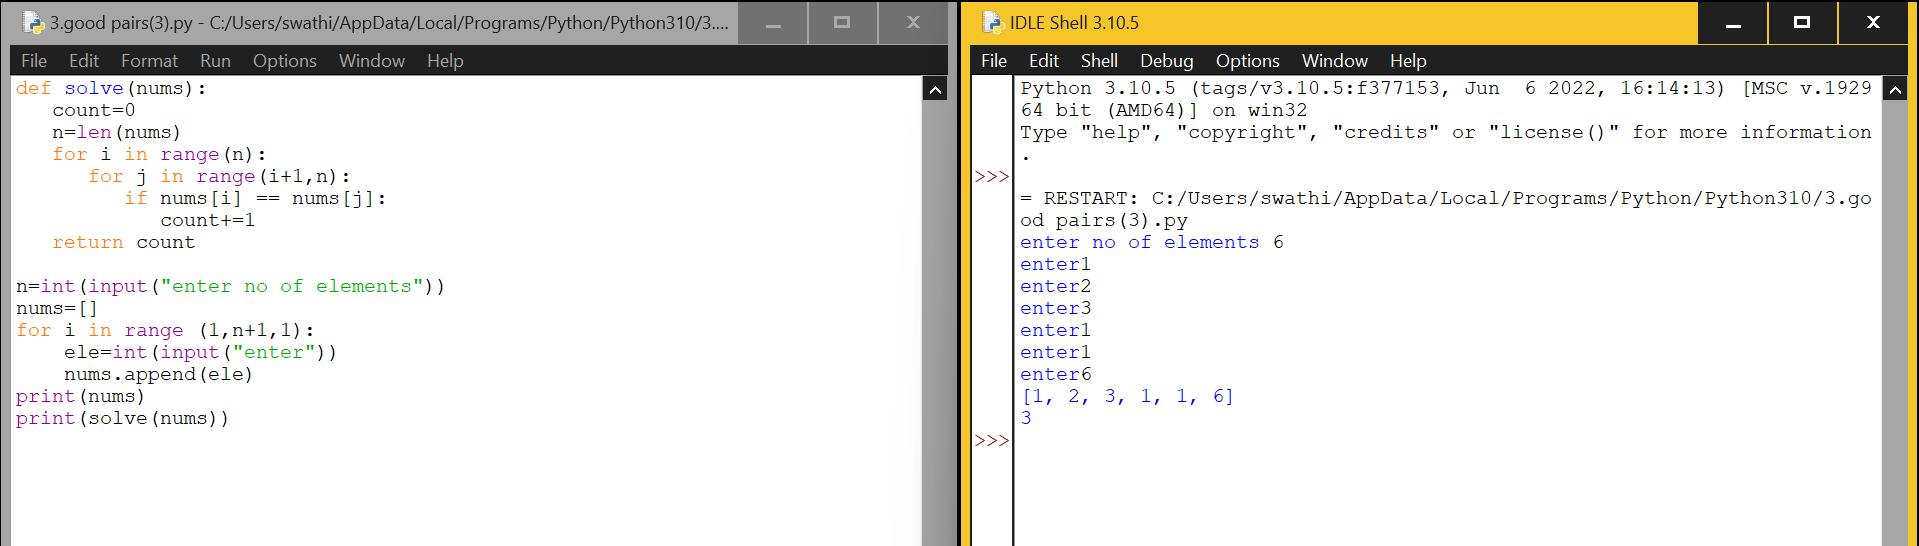 3.good pairs(3).py - C:/Users/swathi/AppData/Local/Programs/Python/Python310/3....
File Edit Format Run Options Window Help
def solve(nums):
   count=0
   n=len(nums)
   for i in range(n):
      for j in range(i+1,n):
         if nums[i] == nums[j]:
            count+=1
   return count

n=int(input("enter no of elements"))
nums=[]
for i in range (1,n+1,1):
    ele=int(input("enter"))
    nums.append(ele)
print(nums)
print(solve(nums))
IDLE Shell 3.10.5
File Edit Shell Debug Options Window Help
Python 3.10.5 (tags/v3.10.5:f377153, Jun  6 2022, 16:14:13) [MSC v.1929
64 bit (AMD64)] on win32
Type "help", "copyright", "credits" or "license()" for more information
.
>>>
= RESTART: C:/Users/swathi/AppData/Local/Programs/Python/Python310/3.go
od pairs(3).py
enter no of elements 6
enter1
enter2
enter3
enter1
enter1
enter6
[1, 2, 3, 1, 1, 6]
3
>>>